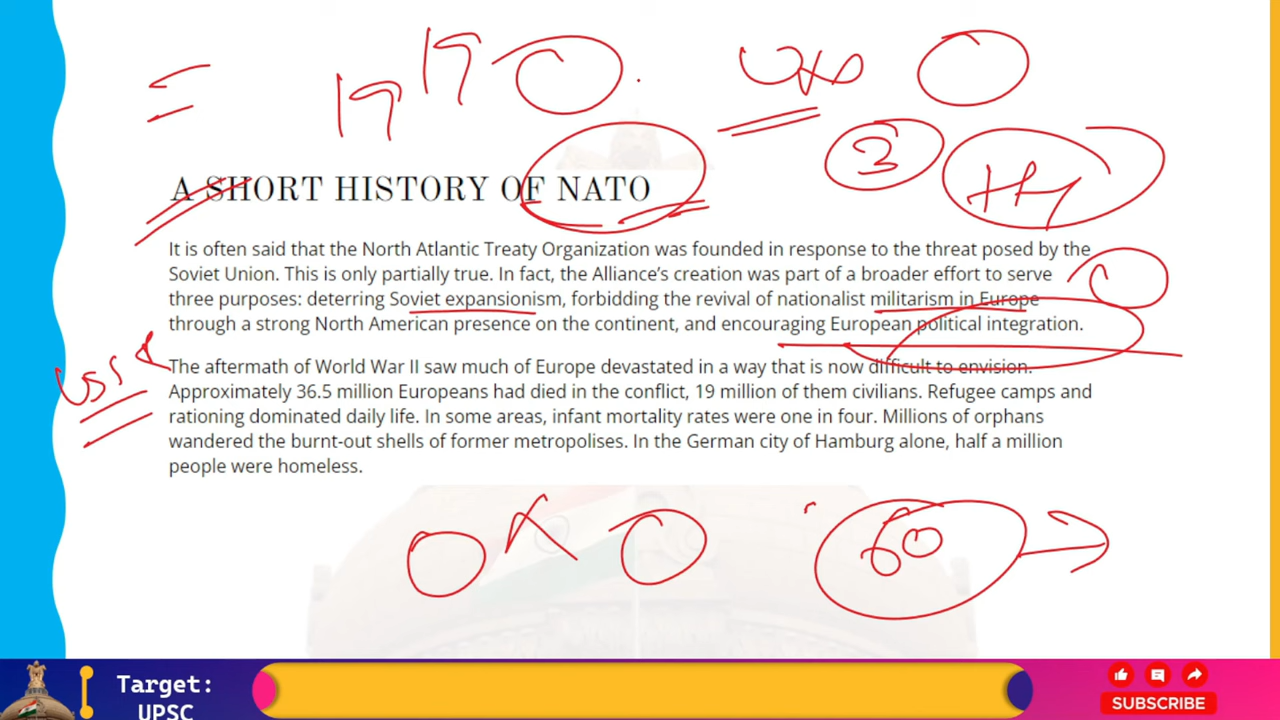 A SHORT HISTORY OF NATO
3
It is often said that the North Atlantic Treaty Organization was founded in response to the threat posed by the
Soviet Union. This is only partially true. In fact, the Alliance’s creation was part of a broader effort to serve
three purposes: deterring Soviet expansionism, forbidding the revival of nationalist militarism in Europe
through a strong North American presence on the continent, and encouraging European political integration.
The aftermath of World War II saw much of Europe devastated in a way that is now difficult to envision.
Approximately 36.5 million Europeans had died in the conflict, 19 million of them civilians. Refugee camps and
rationing dominated daily life. In some areas, infant mortality rates were one in four. Millions of orphans
wandered the burnt-out shells of former metropolises. In the German city of Hamburg alone, half a million
people were homeless.
60
Target:
UPSC
SUBSCRIBE